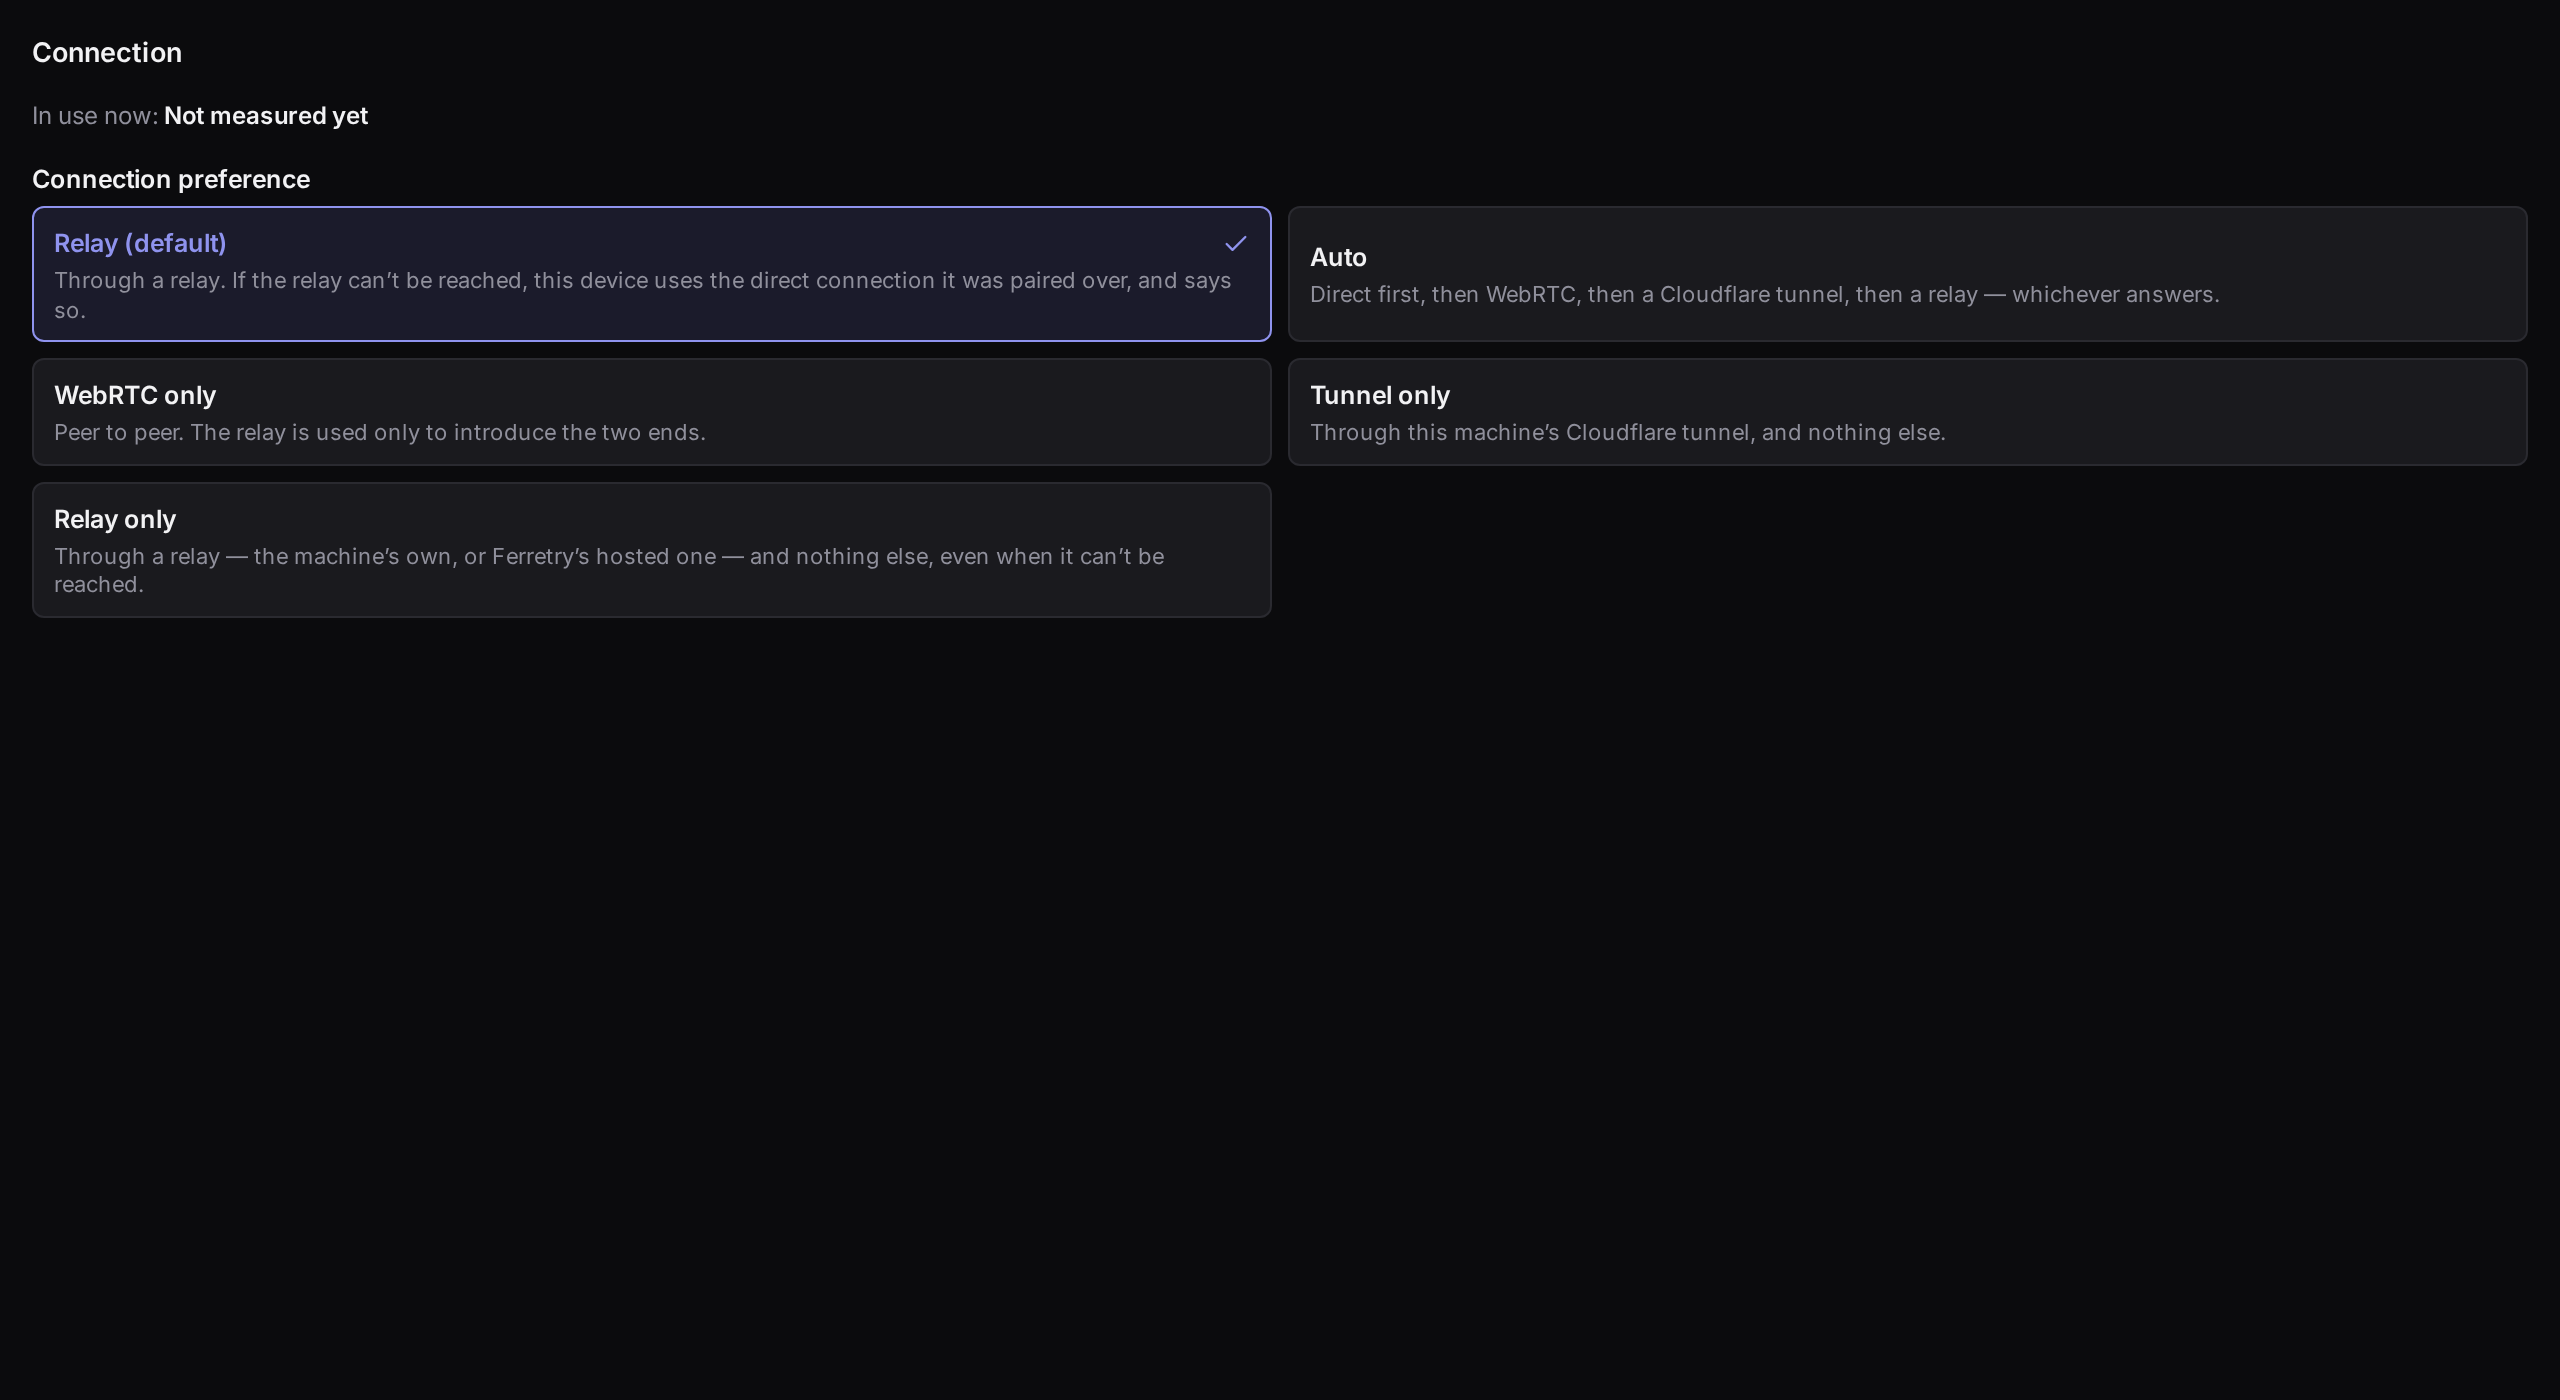 Connection
In use now: Not measured yet
Connection preference
Relay (default)
Through a relay. If the relay can’t be reached, this device uses the direct connection it was paired over, and says
so.
Auto
Direct first, then WebRTC, then a Cloudflare tunnel, then a relay — whichever answers.
WebRTC only
Peer to peer. The relay is used only to introduce the two ends.
Tunnel only
Through this machine’s Cloudflare tunnel, and nothing else.
Relay only
Through a relay — the machine’s own, or Ferretry’s hosted one — and nothing else, even when it can’t be
reached.